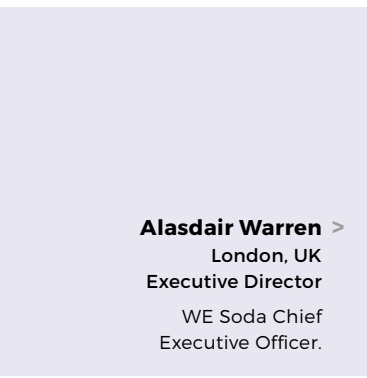 Alasdair Warren >
London, UK
Executive Director
WE Soda Chief
Executive Officer.